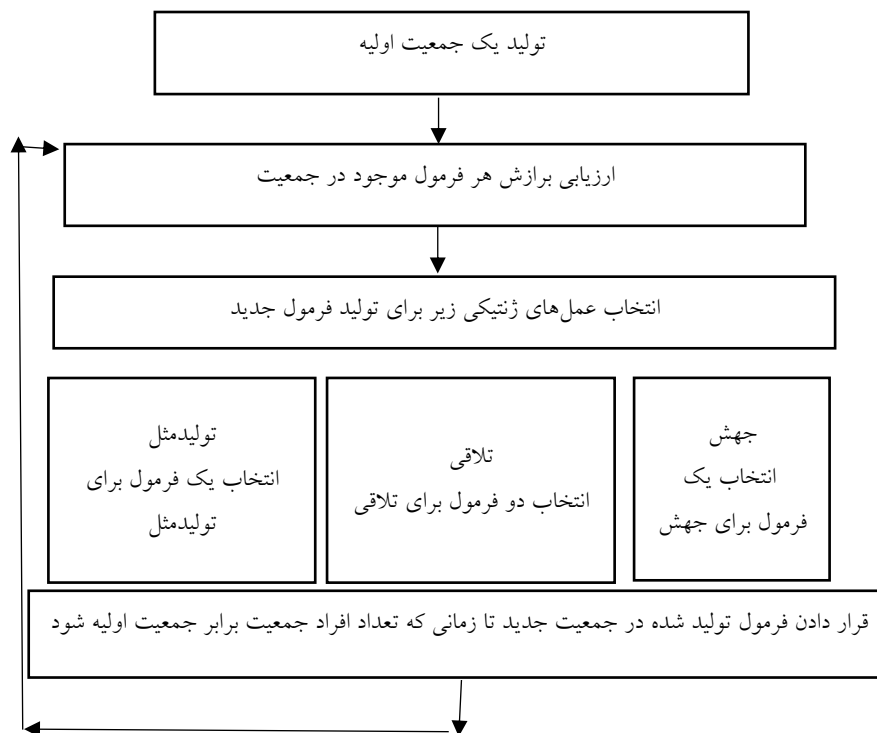 تولید یک جمعیت اولیه
ارزیابی برازش هر فرمول موجود در جمعیت
انتخاب عمل‌های ژنتیکی زیر برای تولید فرمول جدید
جهش
انتخاب یک
فرمول برای جهش
تلاقی
انتخاب دو فرمول برای تلاقی
تولیدمثل
انتخاب یک فرمول برای
تولیدمثل
قرار دادن فرمول تولید شده در جمعیت جدید تا زمانی که تعداد افراد جمعیت برابر جمعیت اولیه شود